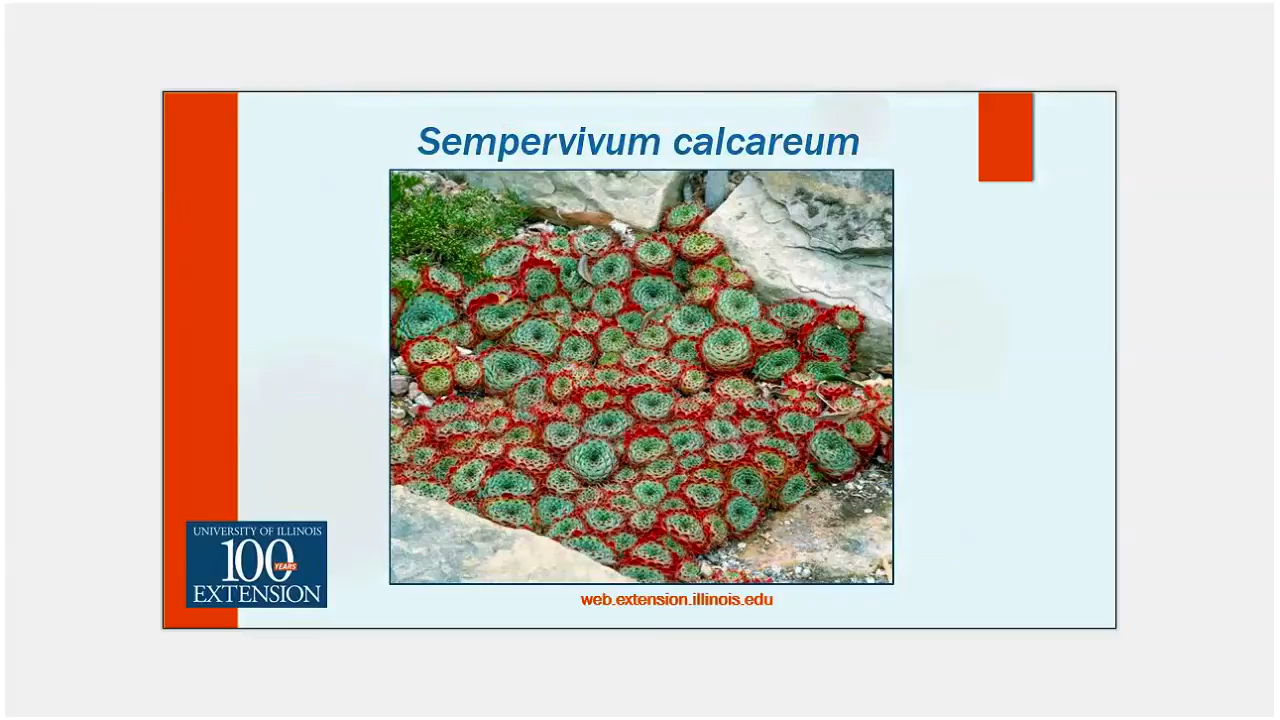 Sempervivum calcareum
UNIVERSITY OF ILLINOIS
100
YEARS
EXTENSION
web.extension.illinois.edu